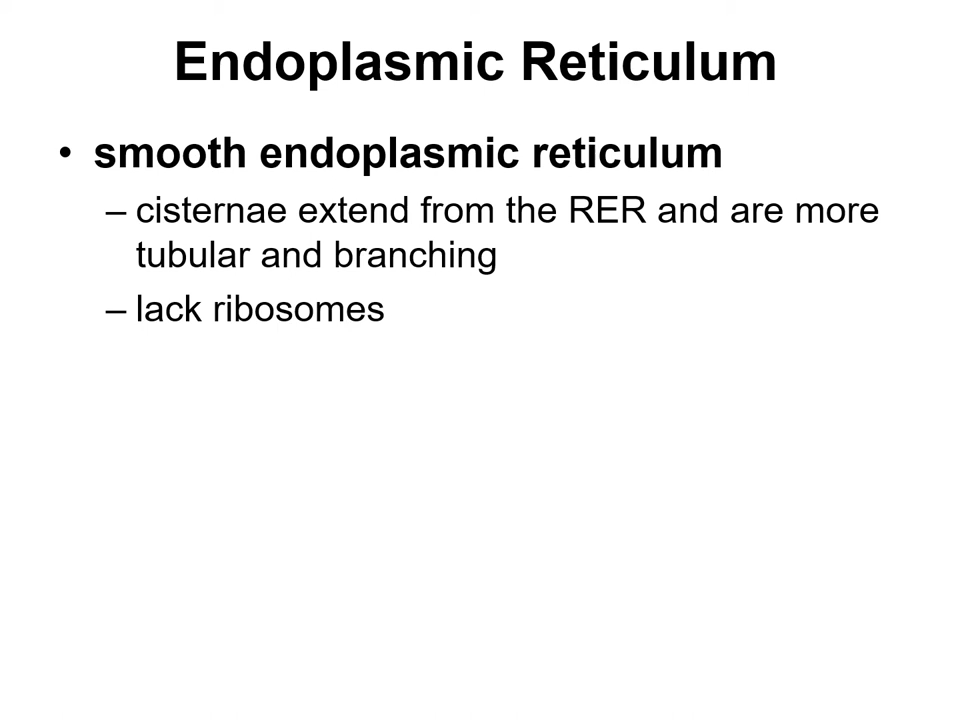 Endoplasmic Reticulum
• smooth endoplasmic reticulum
– cisternae extend from the RER and are more
tubular and branching
– lack ribosomes